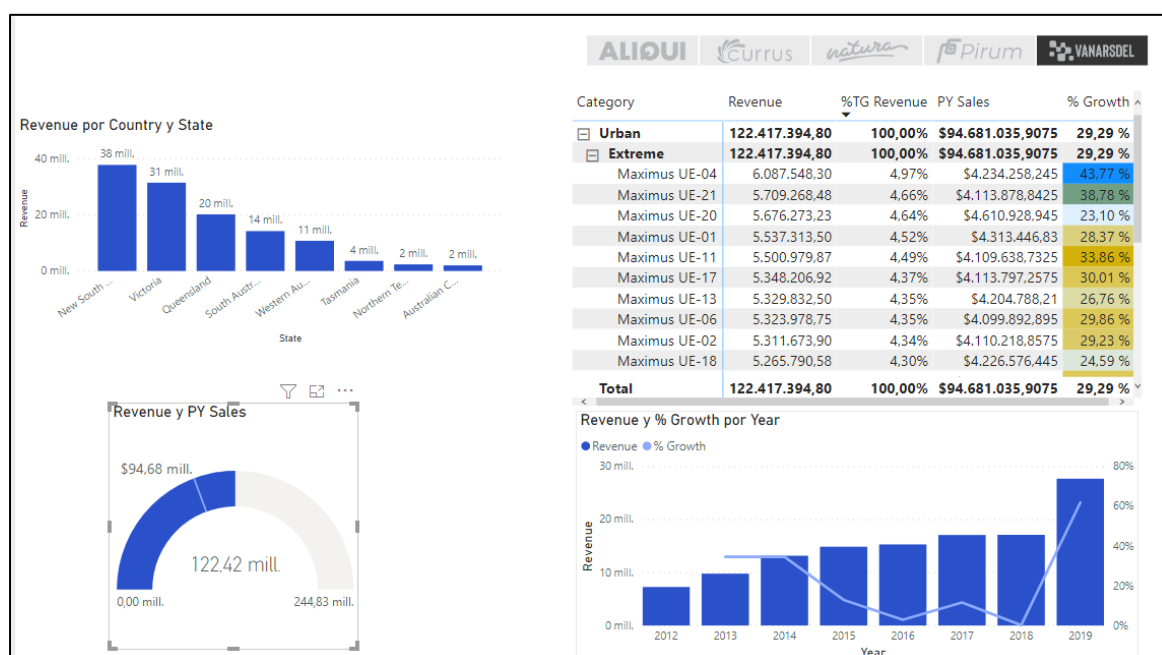 ALIQUI CURRUS natura Pirum VANARSDEL
Revenue por Country y State
40 mill.
20 mill.
0 mill.
Revenue
38 mill.
31 mill.
20 mill.
14 mill.
11 mill.
4 mill.
2 mill.
2 mill.
New South ...
Victoria
Queensland
South Austr...
Western Au...
Tasmania
Northern Te...
Australian C...
State
Category Revenue %TG Revenue PY Sales % Growth
Urban 122.417.394,80 100,00% $94.681.035,9075 29,29 %
Extreme 122.417.394,80 100,00% $94.681.035,9075 29,29 %
Maximus UE-04 6.087.548,30 4,97% $4.234.258,245 43,77 %
Maximus UE-21 5.709.268,48 4,66% $4.113.878,8425 38,78 %
Maximus UE-20 5.676.273,23 4,64% $4.610.928,945 23,10 %
Maximus UE-01 5.537.313,50 4,52% $4.313.446,83 28,37 %
Maximus UE-11 5.500.979,87 4,49% $4.109.638,7325 33,86 %
Maximus UE-17 5.348.206,92 4,37% $4.113.797,2575 30,01 %
Maximus UE-13 5.329.832,50 4,35% $4.204.788,21 26,76 %
Maximus UE-06 5.323.978,75 4,35% $4.099.892,895 29,86 %
Maximus UE-02 5.311.673,90 4,34% $4.110.218,8575 29,23 %
Maximus UE-18 5.265.790,58 4,30% $4.226.576,445 24,59 %
Total 122.417.394,80 100,00% $94.681.035,9075 29,29 %
Revenue y PY Sales
$94,68 mill.
122,42 mill.
0,00 mill. 244,83 mill.
Revenue y % Growth por Year
Revenue % Growth
30 mill.
20 mill.
10 mill.
0 mill.
Revenue
80%
60%
40%
20%
0%
2012 2013 2014 2015 2016 2017 2018 2019
Year